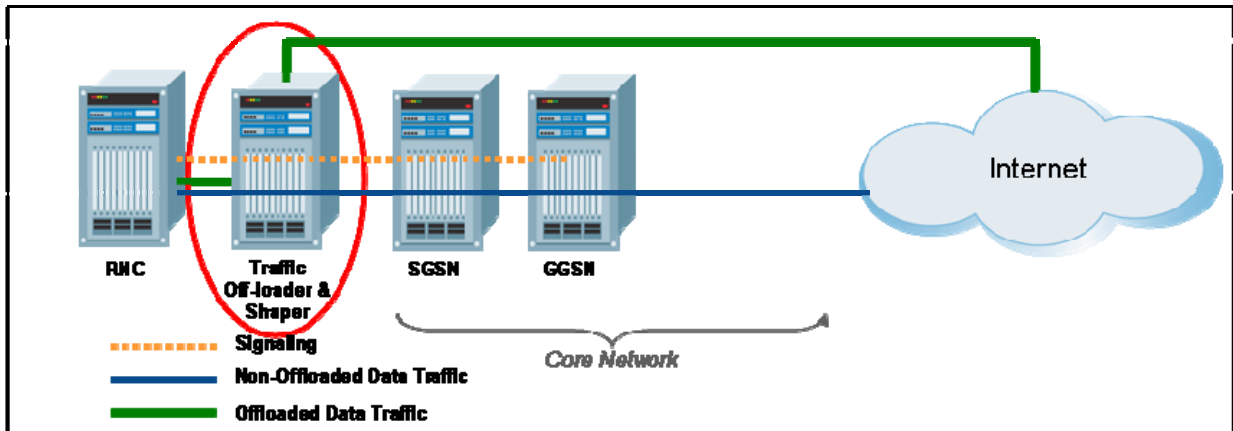 Internet
RNC
Traffic
Off-loader &
Shaper
SGSN
GGSN
Core Network
Signaling
Non-Offloaded Data Traffic
Offloaded Data Traffic